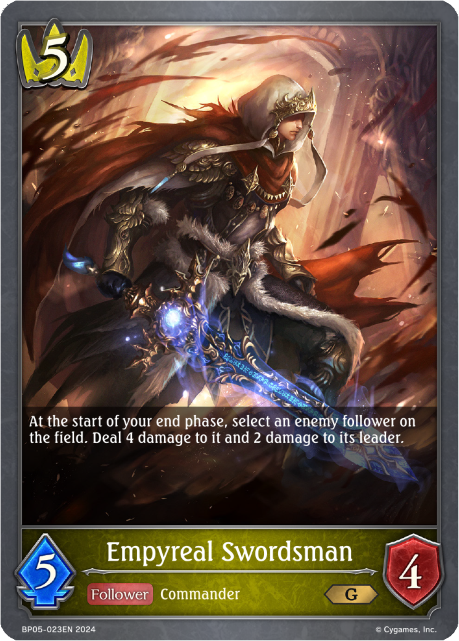 5
At the start of your end phase, select an enemy follower on
the field. Deal 4 damage to it and 2 damage to its leader.
Empyreal Swordsman
5
Follower Commander
G
4
BP05-023EN 2024
© Cygames, Inc.